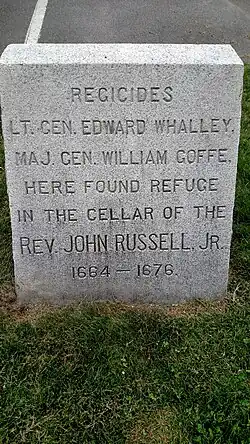 REGICIDES
LT. GEN. EDWARD WHALLEY.
MAJ. GEN. WILLIAM GOFFE.
HERE FOUND REFUGE
IN THE CELLAR OF THE
REV. JOHN RUSSELL, JR.
1664 — 1676.